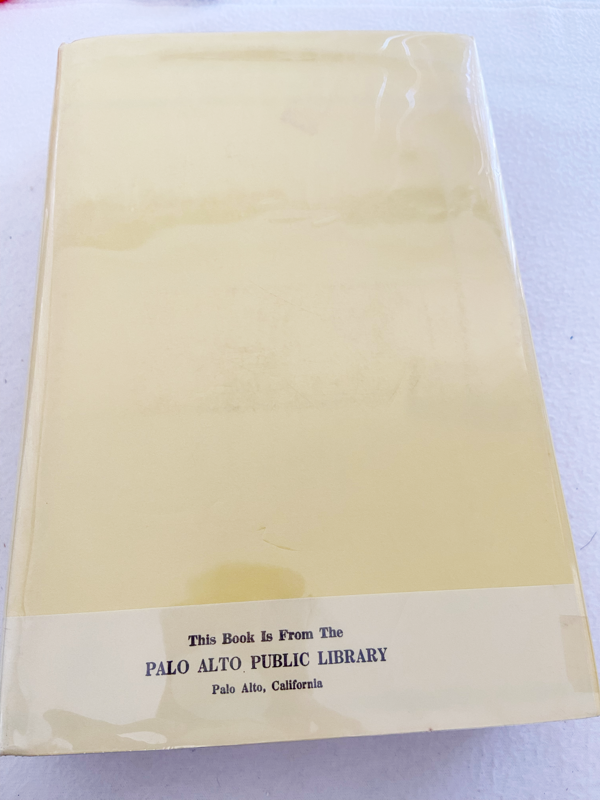 This Book Is From The
PALO ALTO PUBLIC LIBRARY
Palo Alto, California